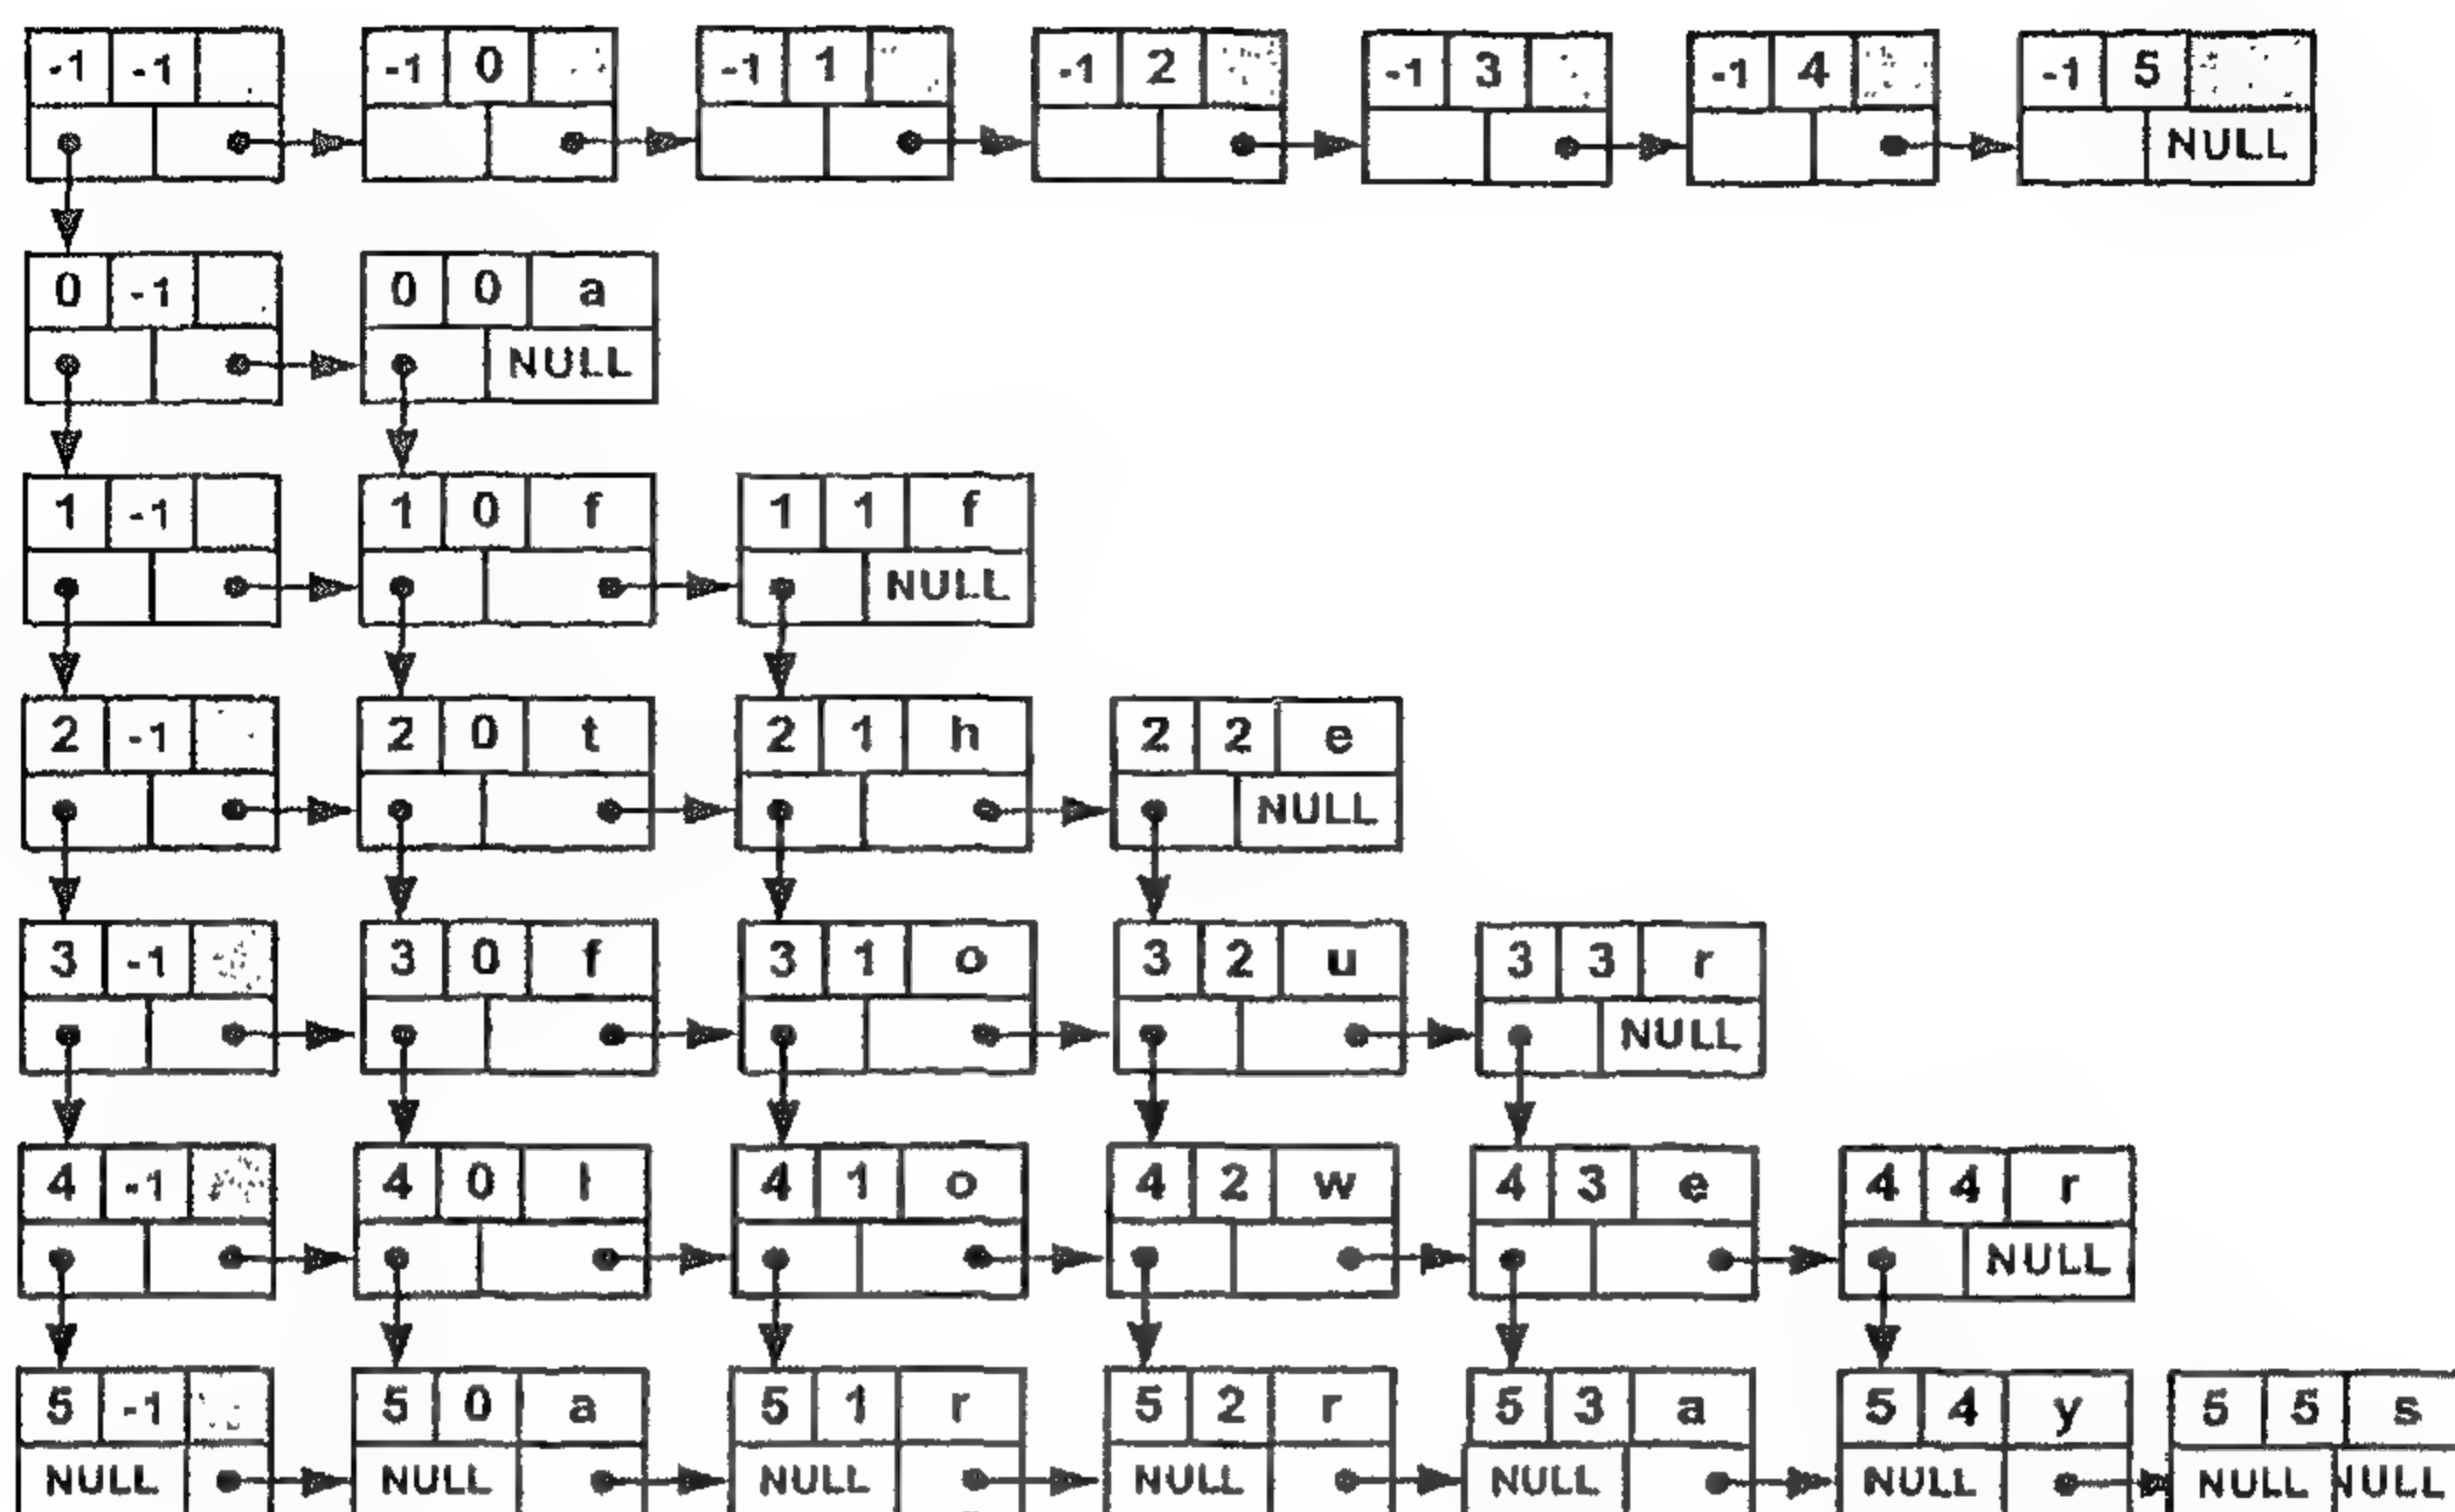 -1 -1 -1 0 -1 1 -1 2 -1 3 -1 4 -1 5
NULL
0 -1 0 0 a
NULL
1 -1 1 0 f 1 1 f
NULL
2 -1 2 0 t 2 1 h 2 2 e
NULL
3 -1 3 0 f 3 1 o 3 2 u 3 3 r
NULL
4 -1 4 0 l 4 1 o 4 2 w 4 3 e 4 4 r
NULL
5 -1 5 0 a 5 1 r 5 2 r 5 3 a 5 4 y 5 5 s
NULL NULL NULL NULL NULL NULL NULL NULL